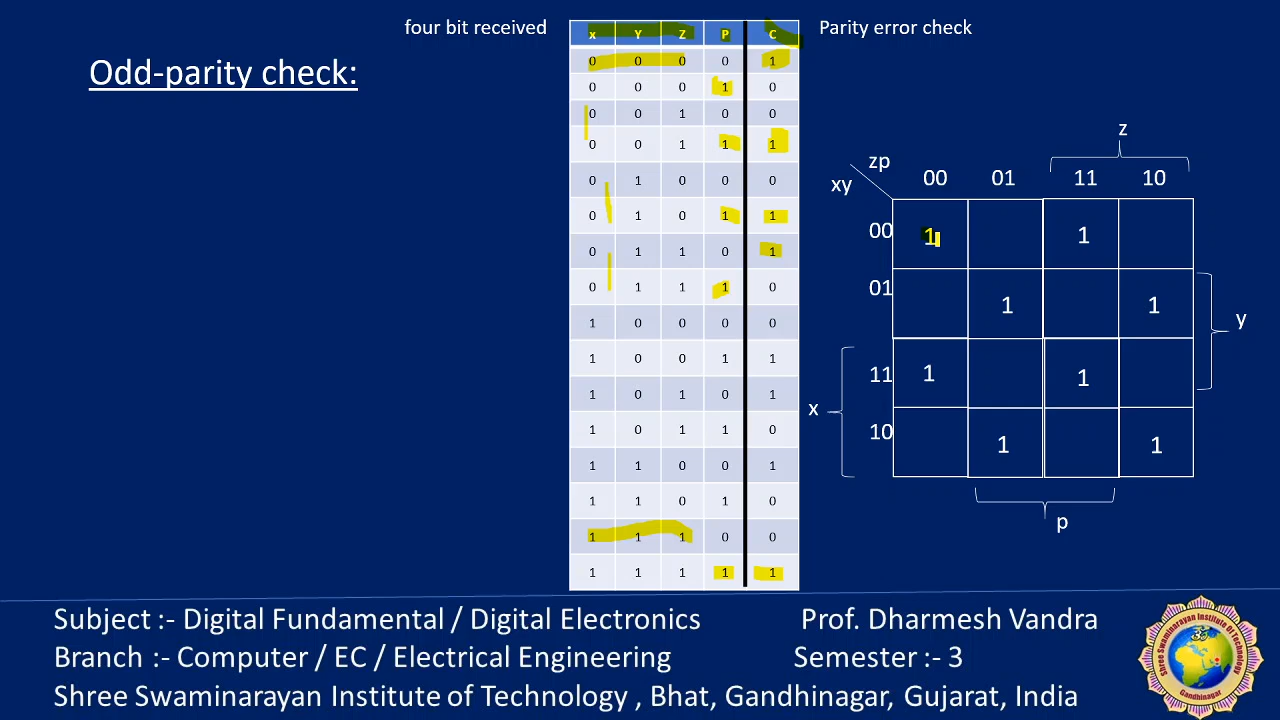 four bit received
Parity error check
Odd-parity check:
x Y Z P C
0 0 0 0 1
0 0 0 1 0
0 0 1 0 0
0 0 1 1 1
0 1 0 0 0
0 1 0 1 1
0 1 1 0 1
0 1 1 1 0
1 0 0 0 0
1 0 0 1 1
1 0 1 0 1
1 0 1 1 0
1 1 0 0 1
1 1 0 1 0
1 1 1 0 0
1 1 1 1 1
z
zp
xy
00 01 11 10
00 1 1
01 1 1
y
11 1 1
x
10 1 1
p
Subject :- Digital Fundamental / Digital Electronics
Prof. Dharmesh Vandra
Branch :- Computer / EC / Electrical Engineering
Semester :- 3
Shree Swaminarayan Institute of Technology , Bhat, Gandhinagar, Gujarat, India
Shree Swaminarayan Institute Of Technology
ૐ
Gandhinagar